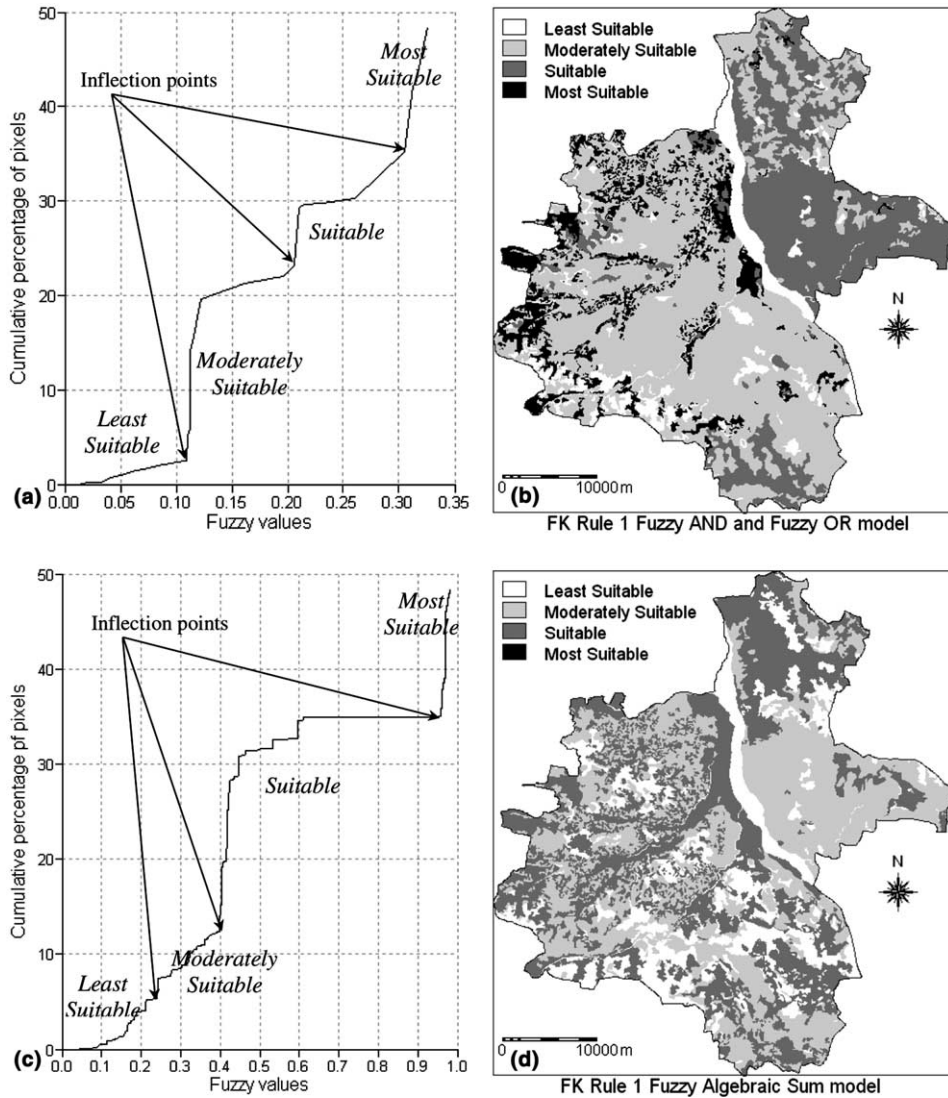 50
40
30
20
10
0
Cumulative percentage of pixels
Inflection points
Most
Suitable
Suitable
Moderately
Suitable
Least
Suitable
(a)
0 0.05 0.10 0.15 0.20 0.25 0.30 0.35
Fuzzy values
Least Suitable
Moderately Suitable
Suitable
Most Suitable
N
0 10000m
(b)
FK Rule 1 Fuzzy AND and Fuzzy OR model
50
40
30
20
10
0
Cumulative percentage pf pixels
Inflection points
Most
Suitable
Suitable
Moderately
Suitable
Least
Suitable
(c)
0.0 0.1 0.2 0.3 0.4 0.5 0.6 0.7 0.8 0.9 1.0
Fuzzy values
Least Suitable
Moderately Suitable
Suitable
Most Suitable
N
0 10000m
(d)
FK Rule 1 Fuzzy Algebraic Sum model